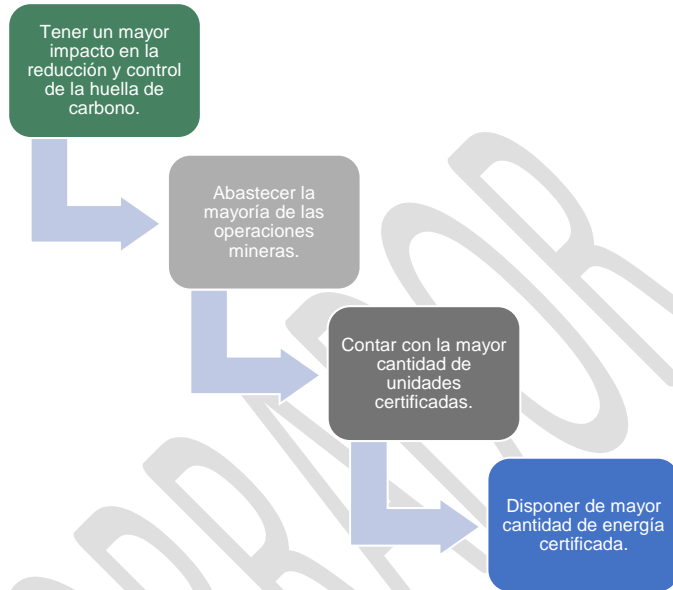 Tener un mayor
impacto en la
reducción y control
de la huella de
carbono.
Abastecer la
mayoría de las
operaciones
mineras.
Contar con la mayor
cantidad de
unidades
certificadas.
Disponer de mayor
cantidad de energía
certificada.